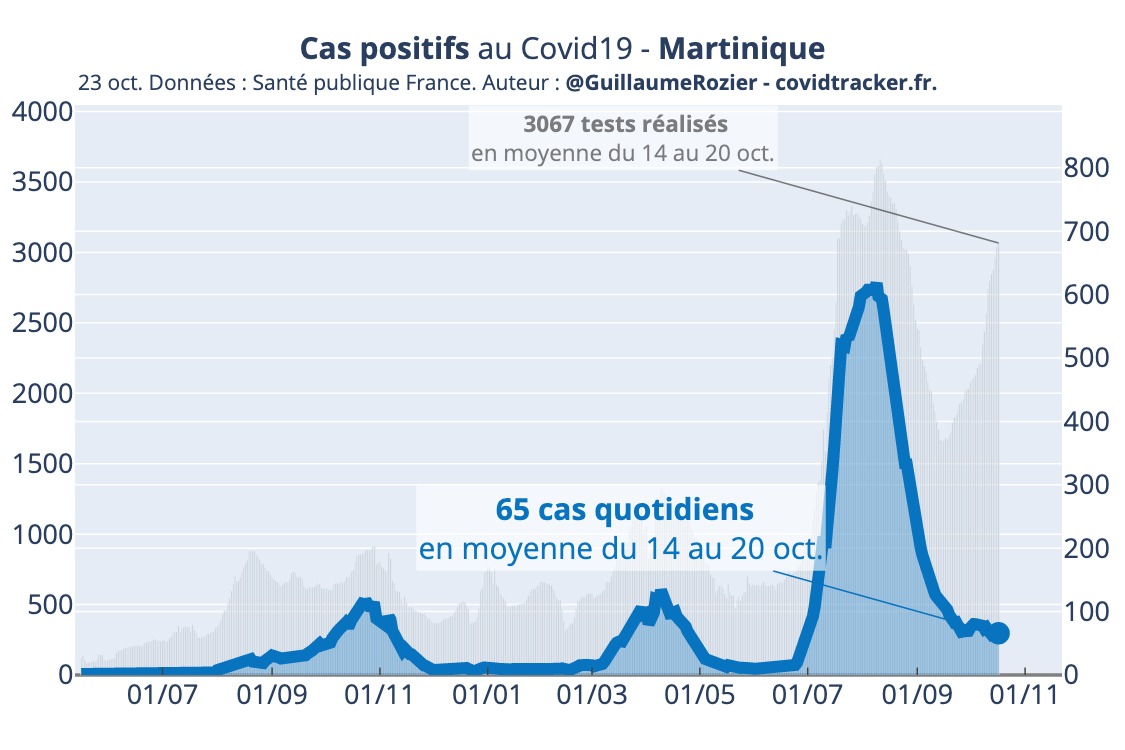 Cas positifs au Covid19 - Martinique
23 oct. Données : Santé publique France. Auteur : @GuillaumeRozier - covidtracker.fr.
4000
3500
3000
2500
2000
1500
1000
500
0
3067 tests réalisés
en moyenne du 14 au 20 oct.
65 cas quotidiens
en moyenne du 14 au 20 oct.
800
700
600
500
400
300
200
100
0
01/07 01/09 01/11 01/01 01/03 01/05 01/07 01/09 01/11